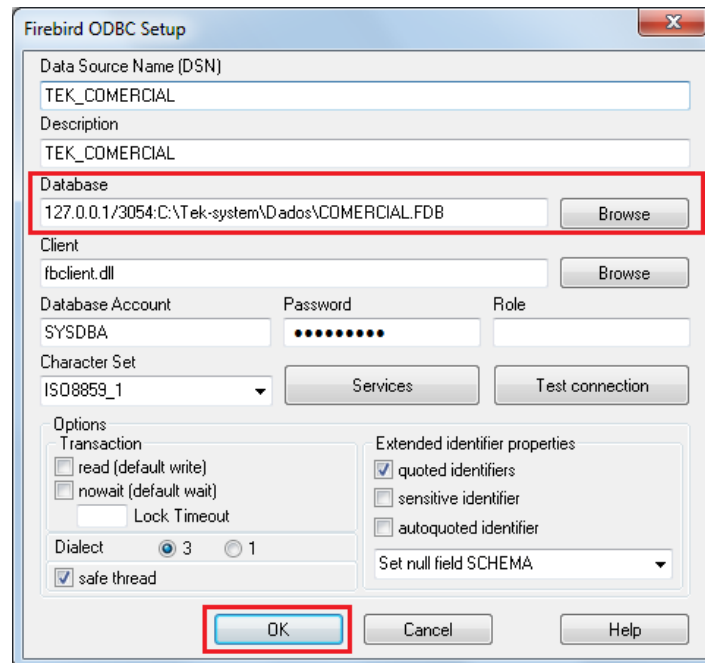 Firebird ODBC Setup
Data Source Name (DSN)
TEK_COMERCIAL
Description
TEK_COMERCIAL
Database
127.0.0.1/3054:C:\Tek-system\Dados\COMERCIAL.FDB Browse
Client
fbclient.dll Browse
Database Account Password Role
SYSDBA •••••••••
Character Set
ISO8859_1 Services Test connection
Options
Transaction
read (default write)
nowait (default wait)
Lock Timeout
Dialect 3 1
safe thread
Extended identifier properties
quoted identifiers
sensitive identifier
autoquoted identifier
Set null field SCHEMA
OK Cancel Help